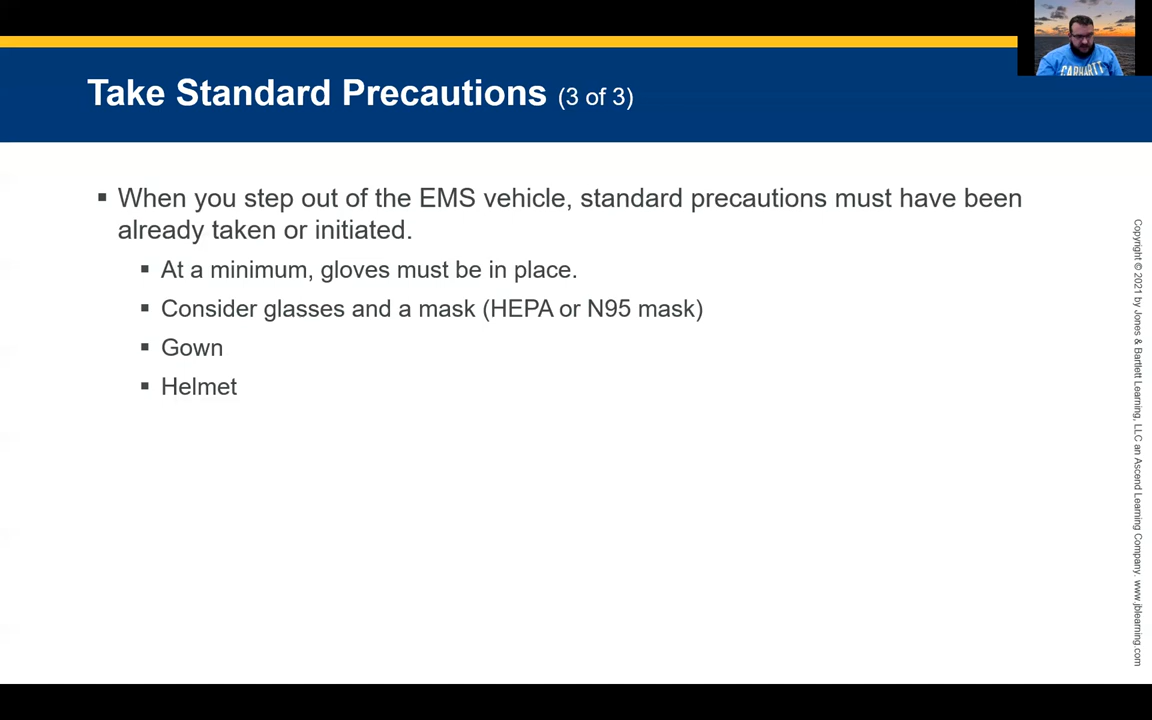 Take Standard Precautions (3 of 3)
When you step out of the EMS vehicle, standard precautions must have been
already taken or initiated.
At a minimum, gloves must be in place.
Consider glasses and a mask (HEPA or N95 mask)
Gown
Helmet
Copyright © 2021 by Jones & Bartlett Learning, LLC an Ascend Learning Company. www.jblearning.com
CARHARTT